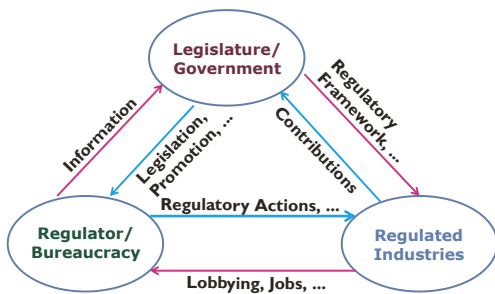 Legislature/
Government
Information
Legislation,
Promotion, ...
Contributions
Regulatory
Framework, ...
Regulator/
Bureaucracy
Regulatory Actions, ...
Regulated
Industries
Lobbying, Jobs, ...